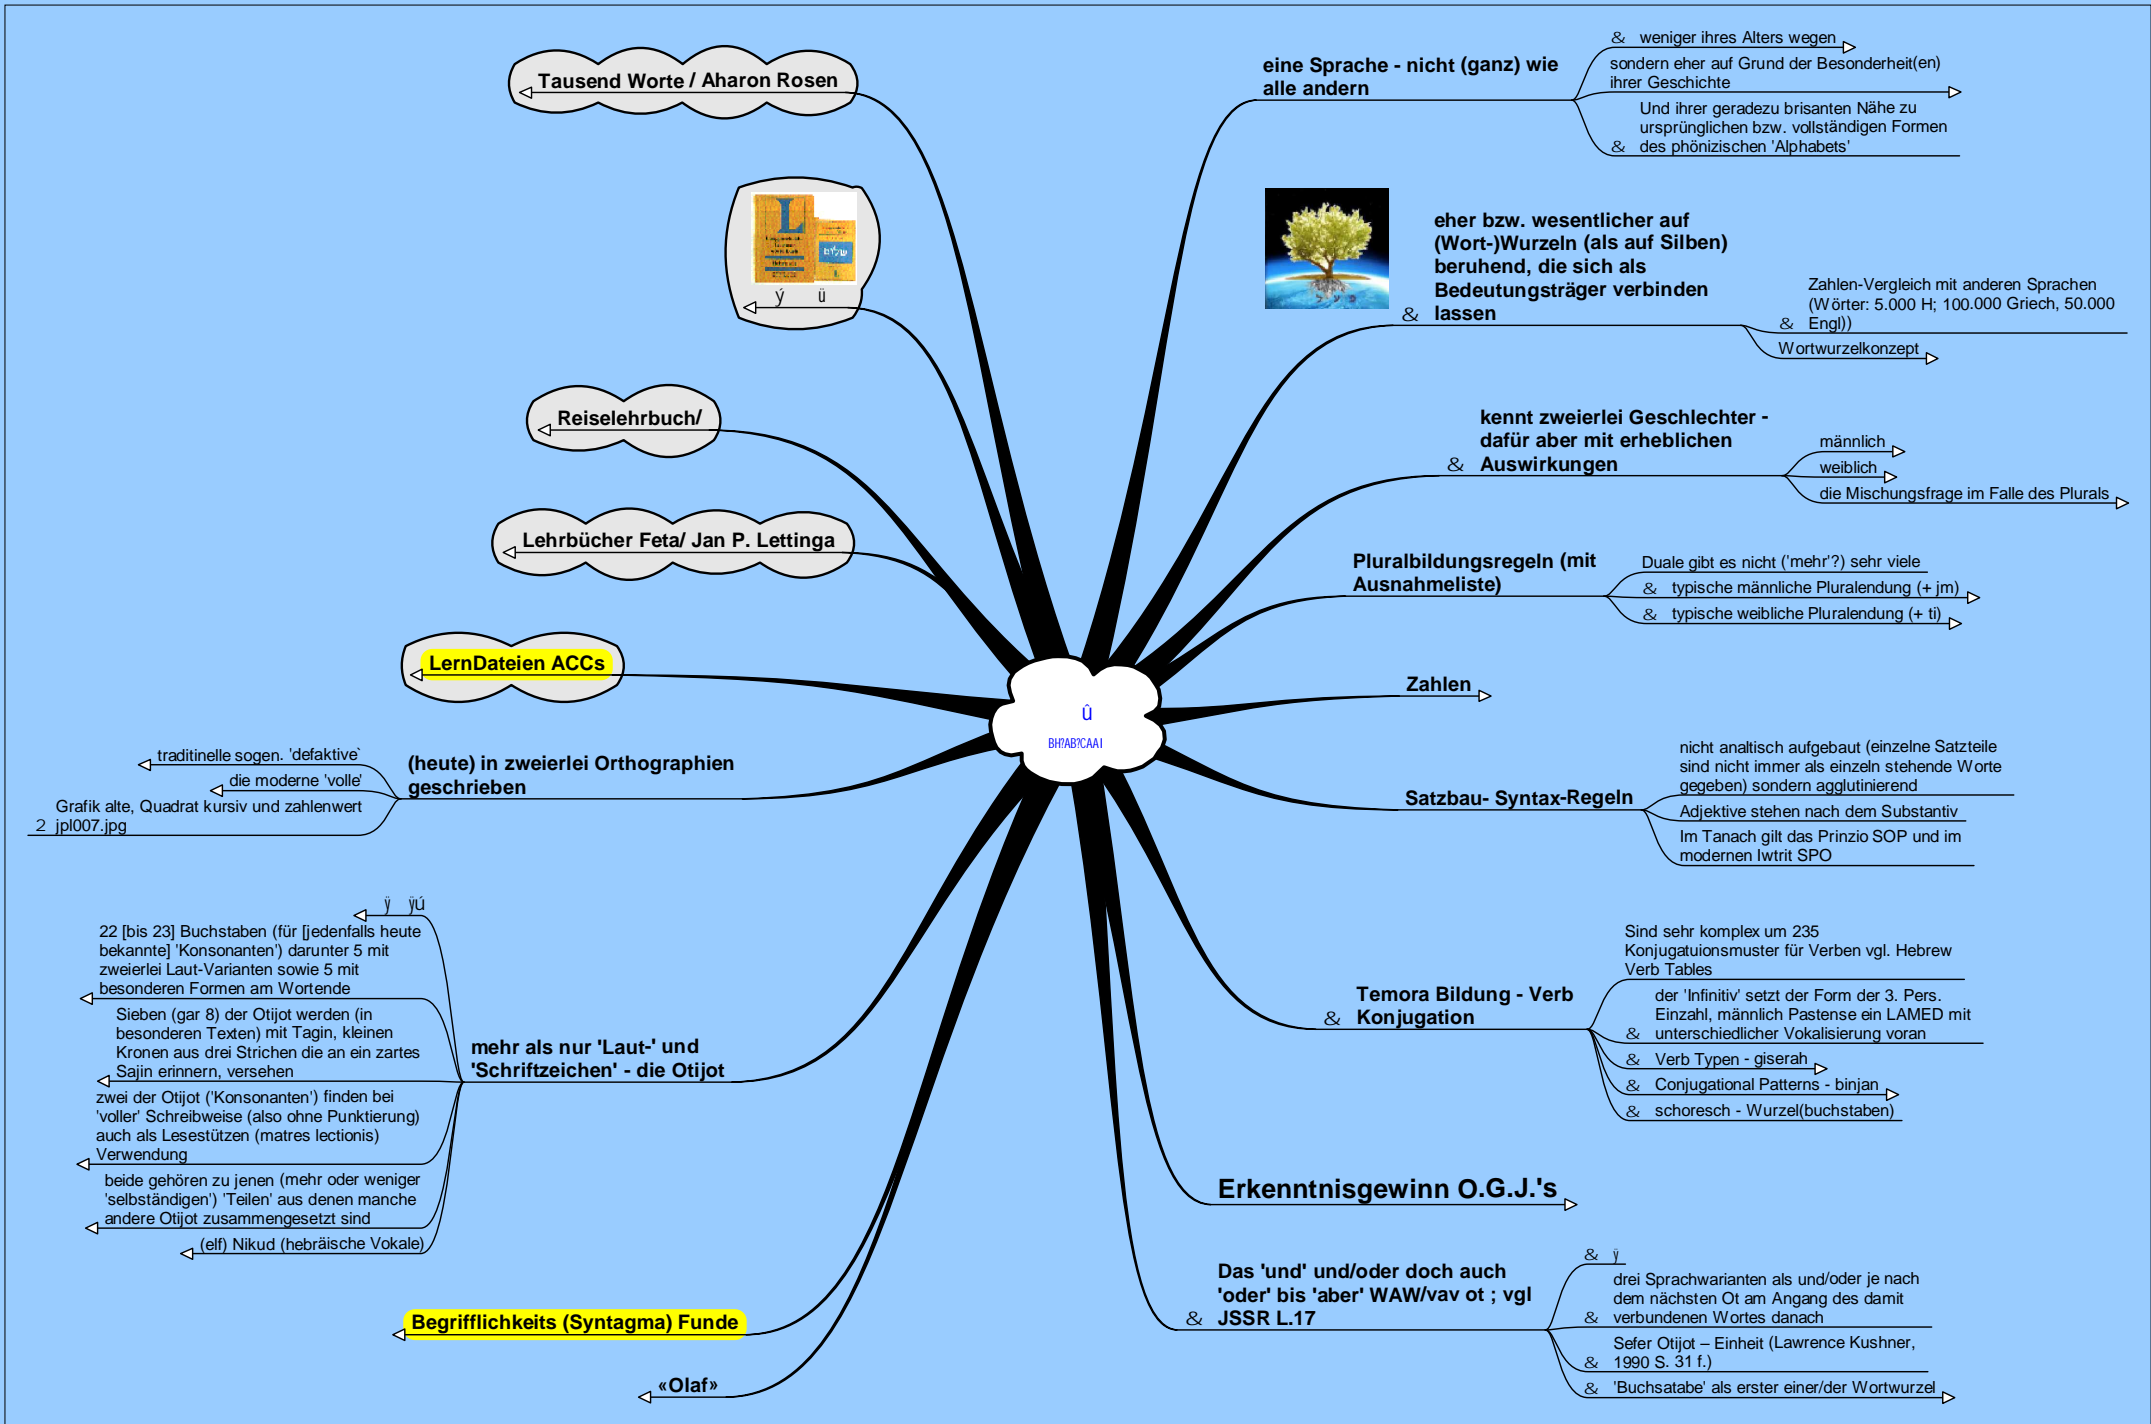 Tausend Worte / Aharon Rosen
L
ý ü
Reiselehrbuch/
Lehrbücher Feta/ Jan P. Lettinga
LernDateien ACCs
(heute) in zweierlei Orthographien
geschrieben
traditinelle sogen. 'defaktive`
die moderne 'volle'
Grafik alte, Quadrat kursiv und zahlenwert
2 jpl007.jpg
mehr als nur 'Laut-' und
'Schriftzeichen' - die Otijot
ÿ ÿú
22 [bis 23] Buchstaben (für [jedenfalls heute
bekannte] 'Konsonanten') darunter 5 mit
zweierlei Laut-Varianten sowie 5 mit
besonderen Formen am Wortende
Sieben (gar 8) der Otijot werden (in
besonderen Texten) mit Tagin, kleinen
Kronen aus drei Strichen die an ein zartes
Sajin erinnern, versehen
zwei der Otijot ('Konsonanten') finden bei
'voller' Schreibweise (also ohne Punktierung)
auch als Lesestützen (matres lectionis)
Verwendung
beide gehören zu jenen (mehr oder weniger
'selbständigen') 'Teilen' aus denen manche
andere Otijot zusammengesetzt sind
(elf) Nikud (hebräische Vokale)
Begrifflichkeits (Syntagma) Funde
«Olaf»
û
BH?AB?CAAI
eine Sprache - nicht (ganz) wie
alle andern
& weniger ihres Alters wegen
sondern eher auf Grund der Besonderheit(en)
ihrer Geschichte
Und ihrer geradezu brisanten Nähe zu
ursprünglichen bzw. vollständigen Formen
& des phönizischen 'Alphabets'
eher bzw. wesentlicher auf
(Wort-)Wurzeln (als auf Silben)
beruhend, die sich als
Bedeutungsträger verbinden
& lassen
Zahlen-Vergleich mit anderen Sprachen
(Wörter: 5.000 H; 100.000 Griech, 50.000
& Engl))
Wortwurzelkonzept
kennt zweierlei Geschlechter -
dafür aber mit erheblichen
& Auswirkungen
männlich
weiblich
die Mischungsfrage im Falle des Plurals
Pluralbildungsregeln (mit
Ausnahmeliste)
Duale gibt es nicht ('mehr'?) sehr viele
& typische männliche Pluralendung (+ jm)
& typische weibliche Pluralendung (+ ti)
Zahlen
Satzbau- Syntax-Regeln
nicht analtisch aufgebaut (einzelne Satzteile
sind nicht immer als einzeln stehende Worte
gegeben) sondern agglutinierend
Adjektive stehen nach dem Substantiv
Im Tanach gilt das Prinzio SOP und im
modernen Iwtrit SPO
Temora Bildung - Verb
& Konjugation
Sind sehr komplex um 235
Konjugatuionsmuster für Verben vgl. Hebrew
Verb Tables
der 'Infinitiv' setzt der Form der 3. Pers.
Einzahl, männlich Pastense ein LAMED mit
& unterschiedlicher Vokalisierung voran
& Verb Typen - giserah
& Conjugational Patterns - binjan
& schoresch - Wurzel(buchstaben)
Erkenntnisgewinn O.G.J.'s
Das 'und' und/oder doch auch
'oder' bis 'aber' WAW/vav ot ; vgl
& JSSR L.17
& ÿ
drei Sprachwarianten als und/oder je nach
dem nächsten Ot am Angang des damit
& verbundenen Wortes danach
Sefer Otijot – Einheit (Lawrence Kushner,
& 1990 S. 31 f.)
& 'Buchsatabe' als erster einer/der Wortwurzel